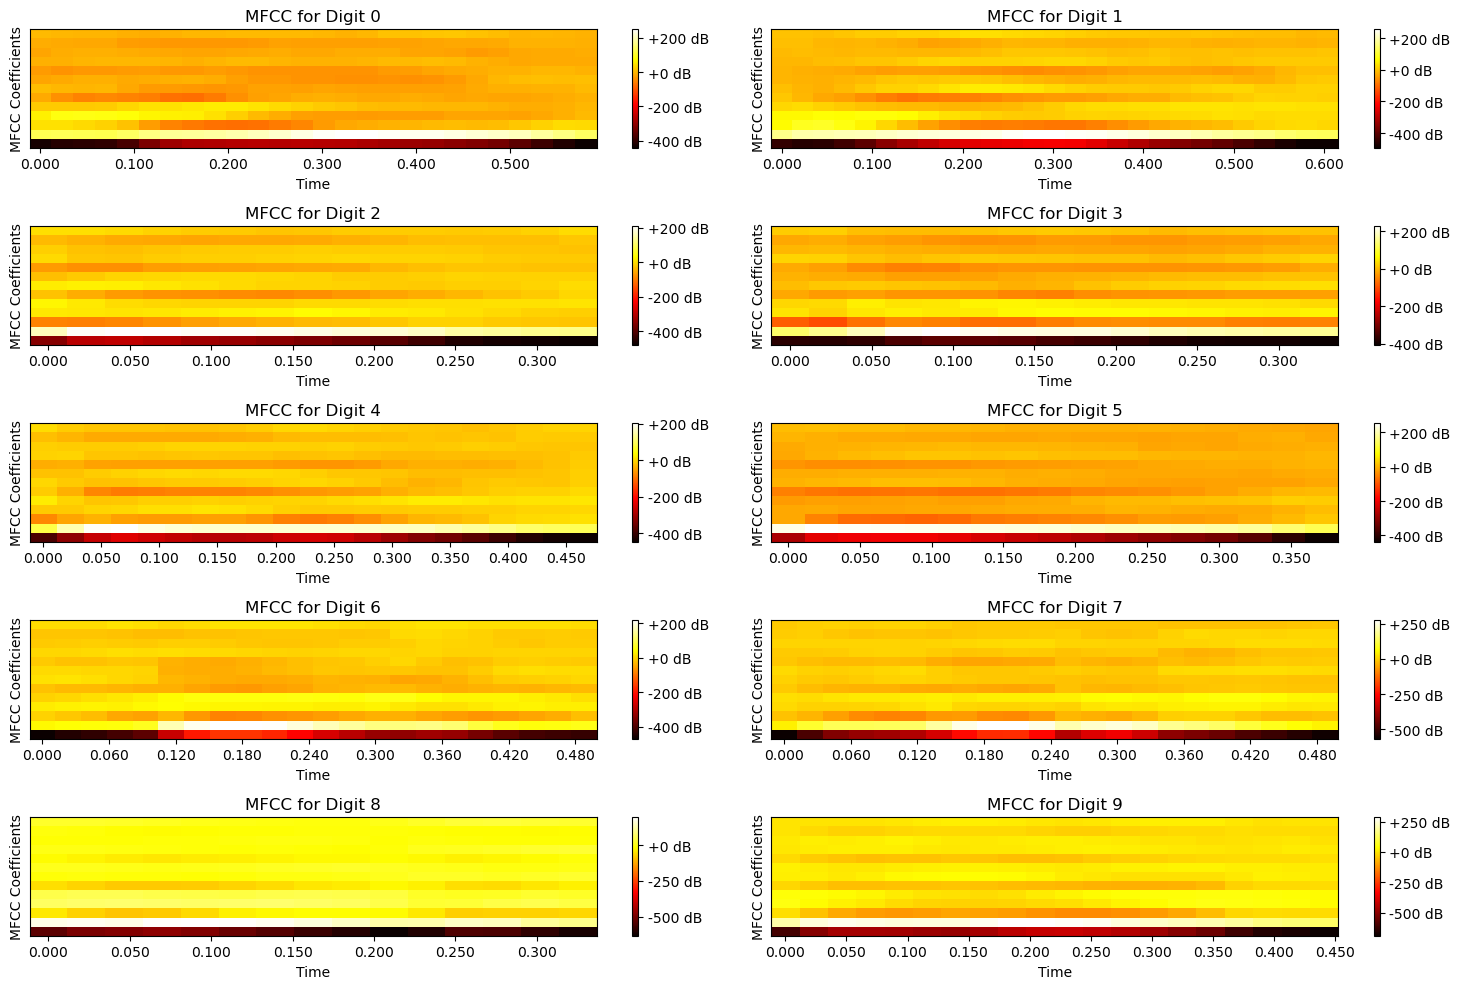 MFCC for Digit 0
MFCC Coefficients
+200 dB
+0 dB
-200 dB
-400 dB
0.000 0.100 0.200 0.300 0.400 0.500
Time
MFCC for Digit 1
MFCC Coefficients
+200 dB
+0 dB
-200 dB
-400 dB
0.000 0.100 0.200 0.300 0.400 0.500 0.600
Time
MFCC for Digit 2
MFCC Coefficients
+200 dB
+0 dB
-200 dB
-400 dB
0.000 0.050 0.100 0.150 0.200 0.250 0.300
Time
MFCC for Digit 3
MFCC Coefficients
+200 dB
+0 dB
-200 dB
-400 dB
0.000 0.050 0.100 0.150 0.200 0.250 0.300
Time
MFCC for Digit 4
MFCC Coefficients
+200 dB
+0 dB
-200 dB
-400 dB
0.000 0.050 0.100 0.150 0.200 0.250 0.300 0.350 0.400 0.450
Time
MFCC for Digit 5
MFCC Coefficients
+200 dB
+0 dB
-200 dB
-400 dB
0.000 0.050 0.100 0.150 0.200 0.250 0.300 0.350
Time
MFCC for Digit 6
MFCC Coefficients
+200 dB
+0 dB
-200 dB
-400 dB
0.000 0.060 0.120 0.180 0.240 0.300 0.360 0.420 0.480
Time
MFCC for Digit 7
MFCC Coefficients
+250 dB
+0 dB
-250 dB
-500 dB
0.000 0.060 0.120 0.180 0.240 0.300 0.360 0.420 0.480
Time
MFCC for Digit 8
MFCC Coefficients
+0 dB
-250 dB
-500 dB
0.000 0.050 0.100 0.150 0.200 0.250 0.300
Time
MFCC for Digit 9
MFCC Coefficients
+250 dB
+0 dB
-250 dB
-500 dB
0.000 0.050 0.100 0.150 0.200 0.250 0.300 0.350 0.400 0.450
Time